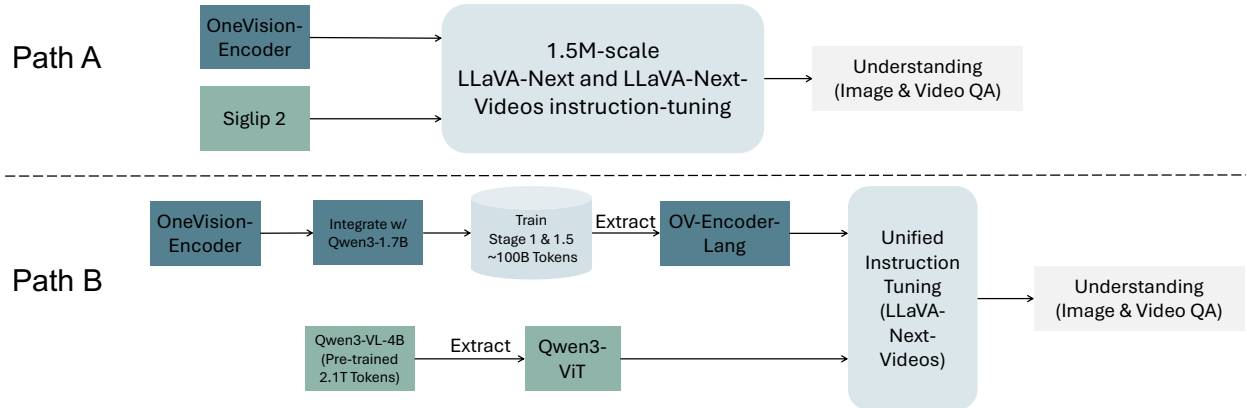 Path A
OneVision-
Encoder
Siglip 2
1.5M-scale
LLaVA-Next and LLaVA-Next-
Videos instruction-tuning
Understanding
(Image & Video QA)
Path B
OneVision-
Encoder
Integrate w/
Qwen3-1.7B
Train
Stage 1 & 1.5
~100B Tokens
Extract
OV-Encoder-
Lang
Qwen3-VL-4B
(Pre-trained
2.1T Tokens)
Extract
Qwen3-
ViT
Unified
Instruction
Tuning
(LLaVA-
Next-
Videos)
Understanding
(Image & Video QA)